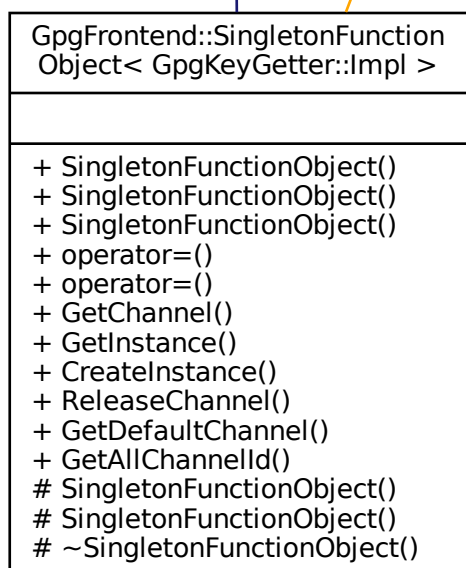 GpgFrontend::SingletonFunction
Object< GpgKeyGetter::Impl >
+ SingletonFunctionObject()
+ SingletonFunctionObject()
+ SingletonFunctionObject()
+ operator=()
+ operator=()
+ GetChannel()
+ GetInstance()
+ CreateInstance()
+ ReleaseChannel()
+ GetDefaultChannel()
+ GetAllChannelId()
# SingletonFunctionObject()
# SingletonFunctionObject()
# ~SingletonFunctionObject()